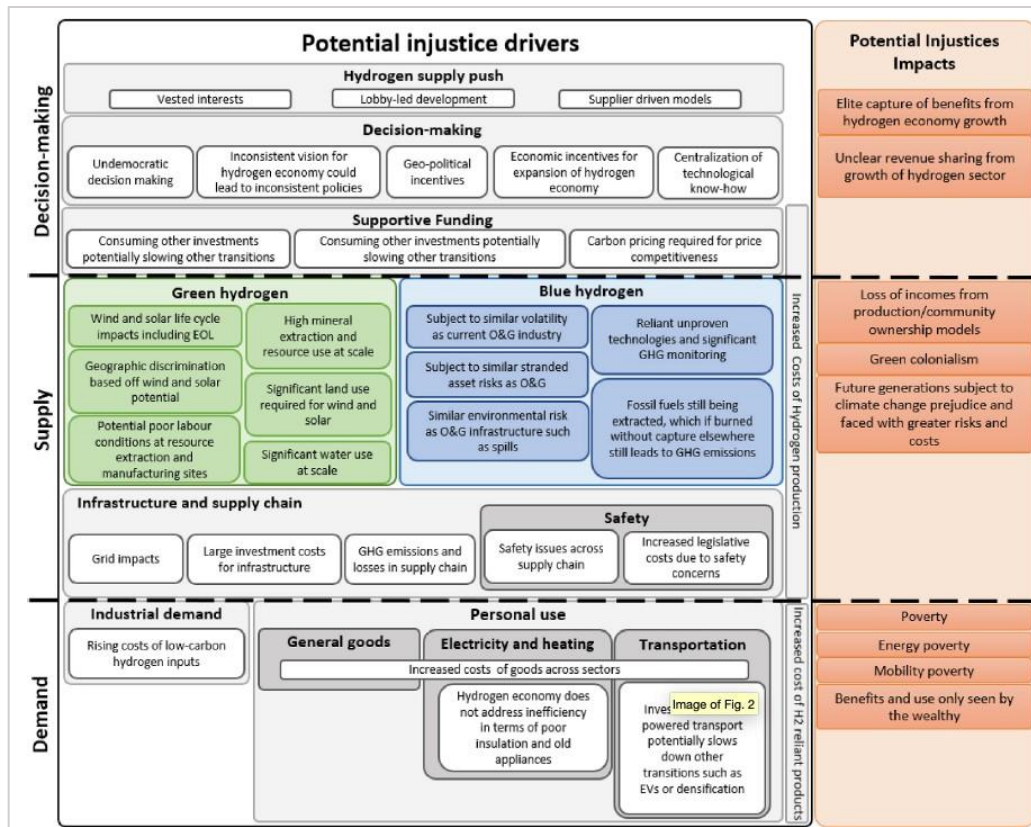 Potential injustice drivers
Decision-making
Hydrogen supply push
Vested interests
Lobby-led development
Supplier driven models
Decision-making
Undemocratic
decision making
Inconsistent vision for
hydrogen economy could
lead to inconsistent policies
Geo-political
incentives
Economic incentives for
expansion of hydrogen
economy
Centralization of
technological
know-how
Supportive Funding
Consuming other investments
potentially slowing other transitions
Consuming other investments potentially
slowing other transitions
Carbon pricing required for price
competitiveness
Increased Costs of Hydrogen production
Supply
Green hydrogen
Wind and solar life cycle
impacts including EOL
Geographic discrimination
based off wind and solar
potential
Potential poor labour
conditions at resource
extraction and
manufacturing sites
High mineral
extraction and
resource use at scale
Significant land use
required for wind and
solar
Significant water use
at scale
Blue hydrogen
Subject to similar volatility
as current O&G industry
Subject to similar stranded
asset risks as O&G
Similar environmental risk
as O&G infrastructure such
as spills
Reliant unproven
technologies and significant
GHG monitoring
Fossil fuels still being
extracted, which if burned
without capture elsewhere
still leads to GHG emissions
Infrastructure and supply chain
Grid impacts
Large investment costs
for infrastructure
GHG emissions and
losses in supply chain
Safety
Safety issues across
supply chain
Increased legislative
costs due to safety
concerns
Demand
Industrial demand
Rising costs of low-carbon
hydrogen inputs
Personal use
General goods
Electricity and heating
Transportation
Increased costs of goods across sectors
Hydrogen economy does
not address inefficiency
in terms of poor
insulation and old
appliances
Image of Fig. 2
powered transport
potentially slows
down other
transitions such as
EVs or densification
Increased cost of H2 reliant products
Potential Injustices
Impacts
Elite capture of benefits from
hydrogen economy growth
Unclear revenue sharing from
growth of hydrogen sector
Loss of incomes from
production/community
ownership models
Green colonialism
Future generations subject to
climate change prejudice and
faced with greater risks and
costs
Poverty
Energy poverty
Mobility poverty
Benefits and use only seen by
the wealthy